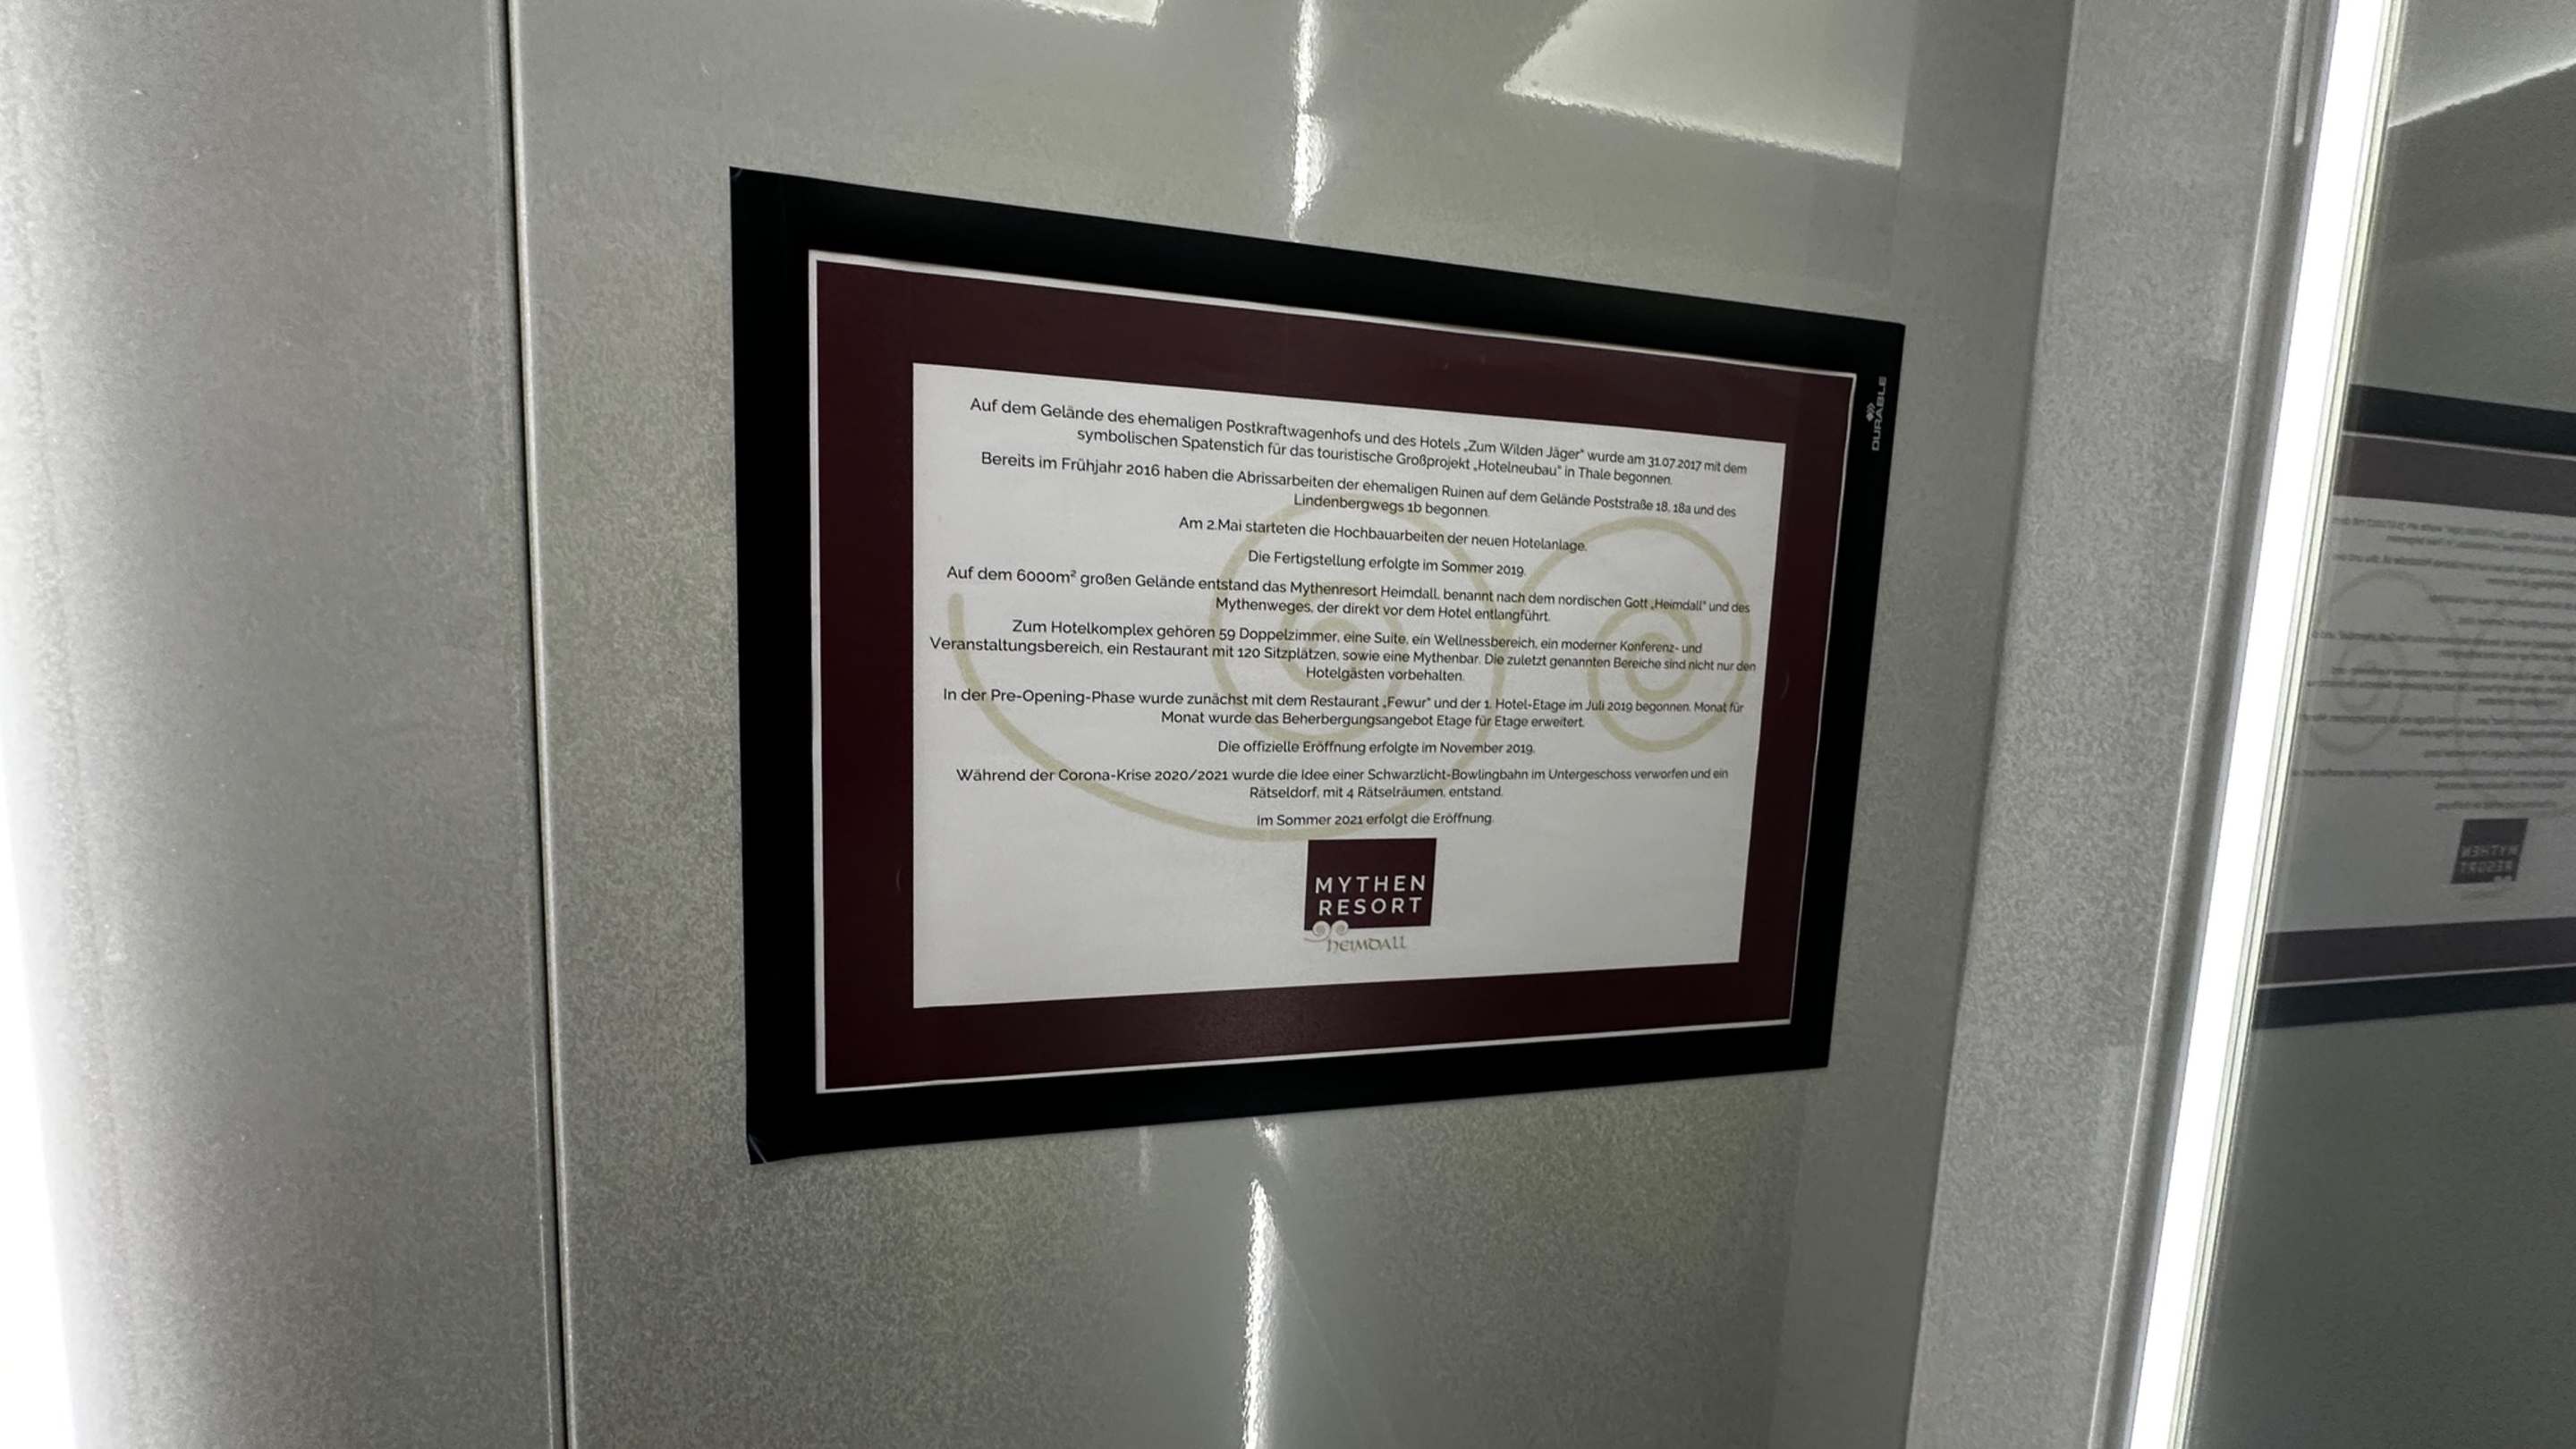 Auf dem Gelände des ehemaligen Postkraftwagenhofs und des Hotels „Zum Wilden Jäger“ wurde am 31.07.2017 mit dem
symbolischen Spatenstich für das touristische Großprojekt „Hotelneubau“ in Thale begonnen.
Bereits im Frühjahr 2016 haben die Abrissarbeiten der ehemaligen Ruinen auf dem Gelände Poststraße 18, 18a und des
Lindenbergwegs 1b begonnen.
Am 2.Mai starteten die Hochbauarbeiten der neuen Hotelanlage.
Die Fertigstellung erfolgte im Sommer 2019.
Auf dem 6000m² großen Gelände entstand das Mythenresort Heimdall, benannt nach dem nordischen Gott „Heimdall“ und des
Mythenweges, der direkt vor dem Hotel entlangführt.
Zum Hotelkomplex gehören 59 Doppelzimmer, eine Suite, ein Wellnessbereich, ein moderner Konferenz- und
Veranstaltungsbereich, ein Restaurant mit 120 Sitzplätzen, sowie eine Mythenbar. Die zuletzt genannten Bereiche sind nicht nur den
Hotelgästen vorbehalten.
In der Pre-Opening-Phase wurde zunächst mit dem Restaurant „Fewur“ und der 1. Hotel-Etage im Juli 2019 begonnen. Monat für
Monat wurde das Beherbergungsangebot Etage für Etage erweitert.
Die offizielle Eröffnung erfolgte im November 2019.
Während der Corona-Krise 2020/2021 wurde die Idee einer Schwarzlicht-Bowlingbahn im Untergeschoss verworfen und ein
Rätseldorf, mit 4 Rätselräumen, entstand.
Im Sommer 2021 erfolgt die Eröffnung.
MYTHEN
RESORT
heimdall
DURABLE